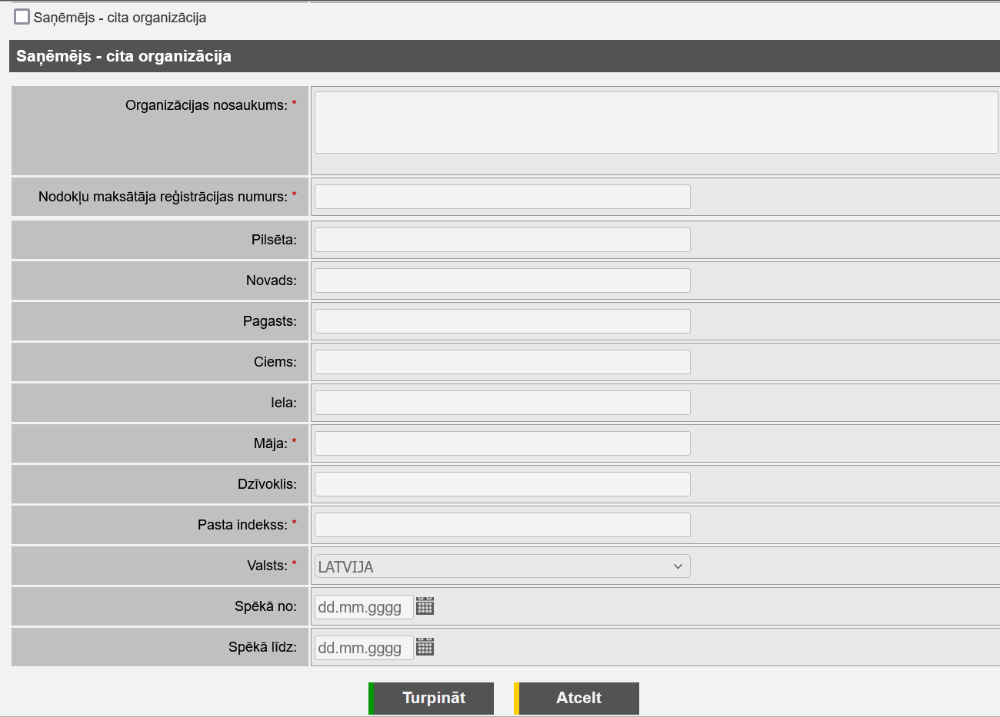 Saņēmējs - cita organizācija
Saņēmējs - cita organizācija
Organizācijas nosaukums: *
Nodokļu maksātāja reģistrācijas numurs: *
Pilsēta:
Novads:
Pagasts:
Ciems:
Iela:
Māja: *
Dzīvoklis:
Pasta indekss: *
Valsts: * LATVIJA
Spēkā no: dd.mm.gggg
Spēkā līdz: dd.mm.gggg
Turpināt Atcelt